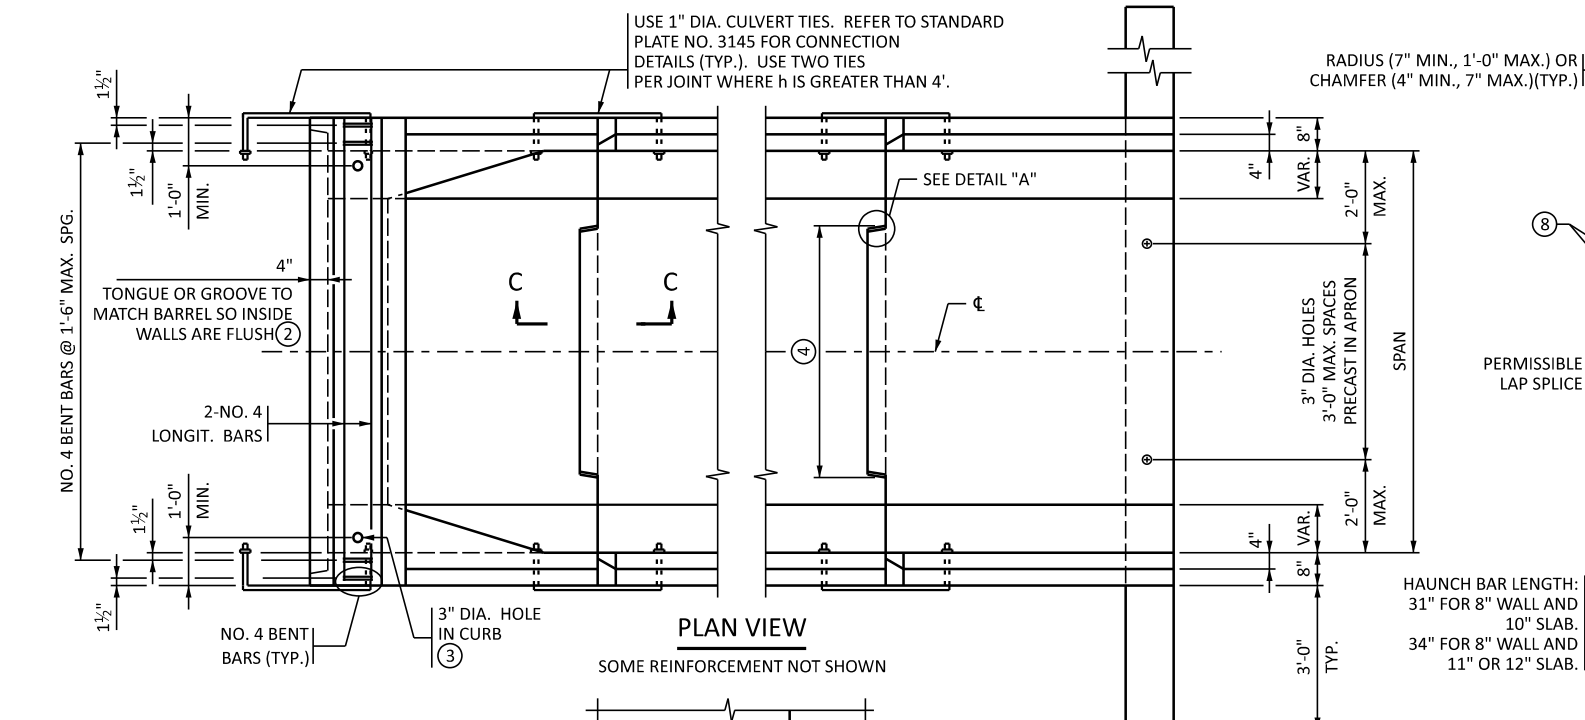 USE 1" DIA. CULVERT TIES. REFER TO STANDARD
PLATE NO. 3145 FOR CONNECTION
DETAILS (TYP.). USE TWO TIES
PER JOINT WHERE h IS GREATER THAN 4'.
RADIUS (7" MIN., 1'-0" MAX.) OR
CHAMFER (4" MIN., 7" MAX.)(TYP.)
1½"
1½"
1'-0"
MIN.
NO. 4 BENT BARS @ 1'-6" MAX. SPG.
4"
TONGUE OR GROOVE TO
MATCH BARREL SO INSIDE
WALLS ARE FLUSH 2
2-NO. 4
LONGIT. BARS
1'-0"
MIN.
1½"
1½"
NO. 4 BENT
BARS (TYP.)
3" DIA. HOLE
IN CURB
3
C
C
SEE DETAIL "A"
4
℄
8"
4"
VAR.
2'-0"
MAX.
3" DIA. HOLES
3'-0" MAX. SPACES
PRECAST IN APRON
SPAN
2'-0"
MAX.
VAR.
4"
8"
3'-0"
TYP.
8
PERMISSIBLE
LAP SPLICE
HAUNCH BAR LENGTH:
31" FOR 8" WALL AND
10" SLAB.
34" FOR 8" WALL AND
11" OR 12" SLAB.
PLAN VIEW
SOME REINFORCEMENT NOT SHOWN